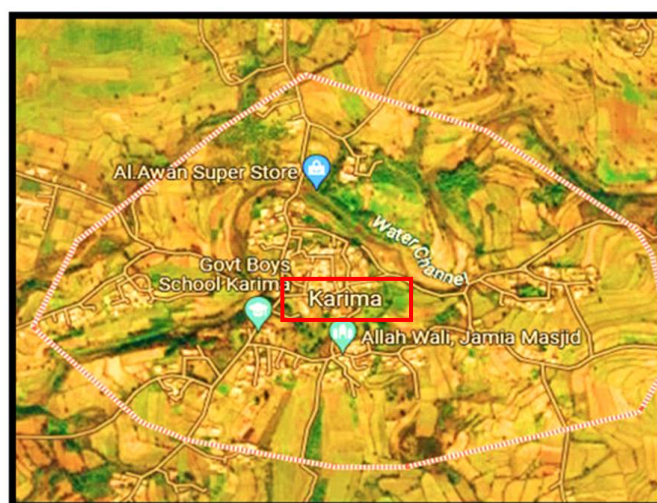 Al.Awan Super Store
Water Channel
Govt Boys
School Karima
Karima
Allah Wali, Jamia Masjid